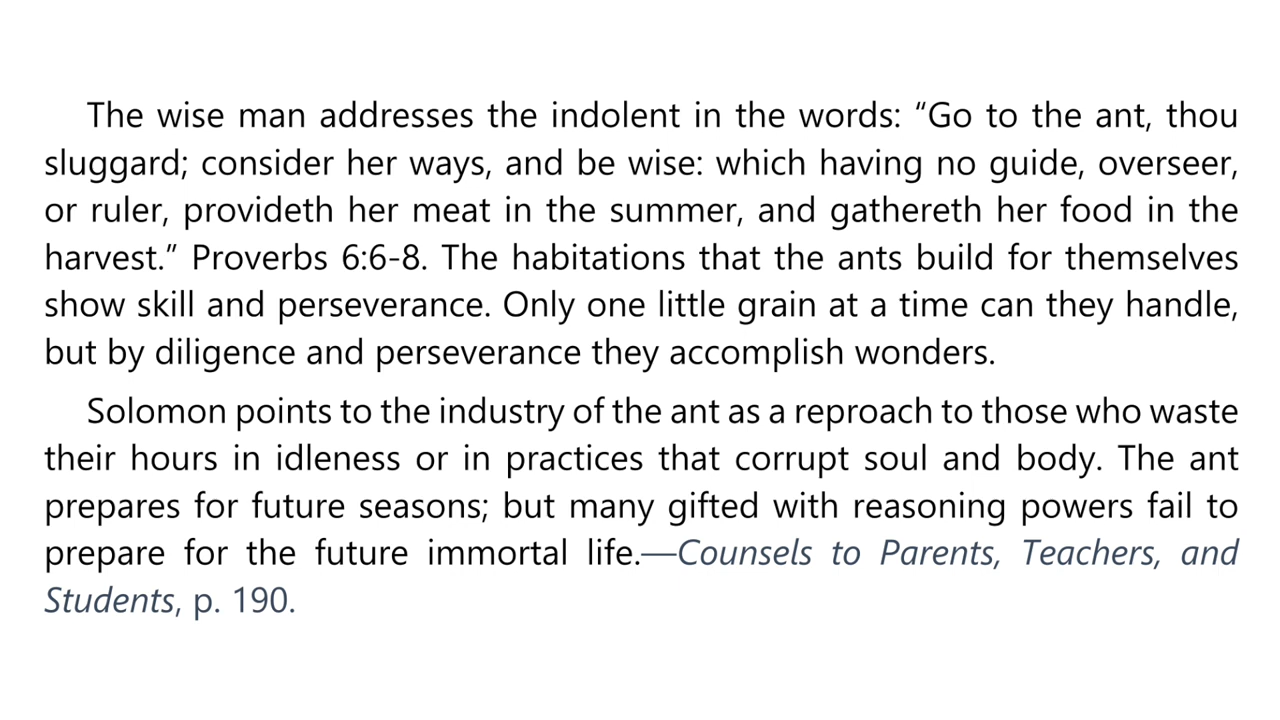 The wise man addresses the indolent in the words: “Go to the ant, thou
sluggard; consider her ways, and be wise: which having no guide, overseer,
or ruler, provideth her meat in the summer, and gathereth her food in the
harvest.” Proverbs 6:6-8. The habitations that the ants build for themselves
show skill and perseverance. Only one little grain at a time can they handle,
but by diligence and perseverance they accomplish wonders.
Solomon points to the industry of the ant as a reproach to those who waste
their hours in idleness or in practices that corrupt soul and body. The ant
prepares for future seasons; but many gifted with reasoning powers fail to
prepare for the future immortal life.—Counsels to Parents, Teachers, and
Students, p. 190.